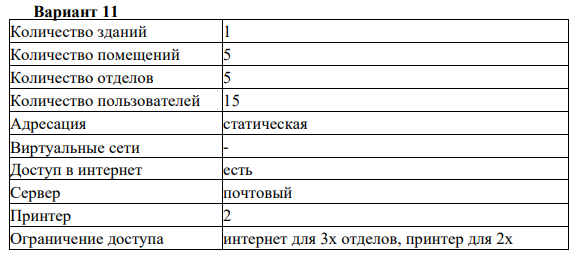 Вариант 11
Количество зданий 1
Количество помещений 5
Количество отделов 5
Количество пользователей 15
Адресация статическая
Виртуальные сети -
Доступ в интернет есть
Сервер почтовый
Принтер 2
Ограничение доступа интернет для 3х отделов, принтер для 2х